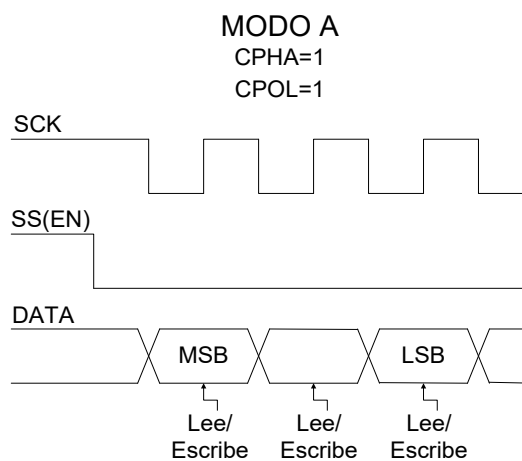 MODO A
CPHA=1
CPOL=1
SCK
SS(EN)
DATA
MSB
LSB
Lee/
Escribe
Lee/
Escribe
Lee/
Escribe